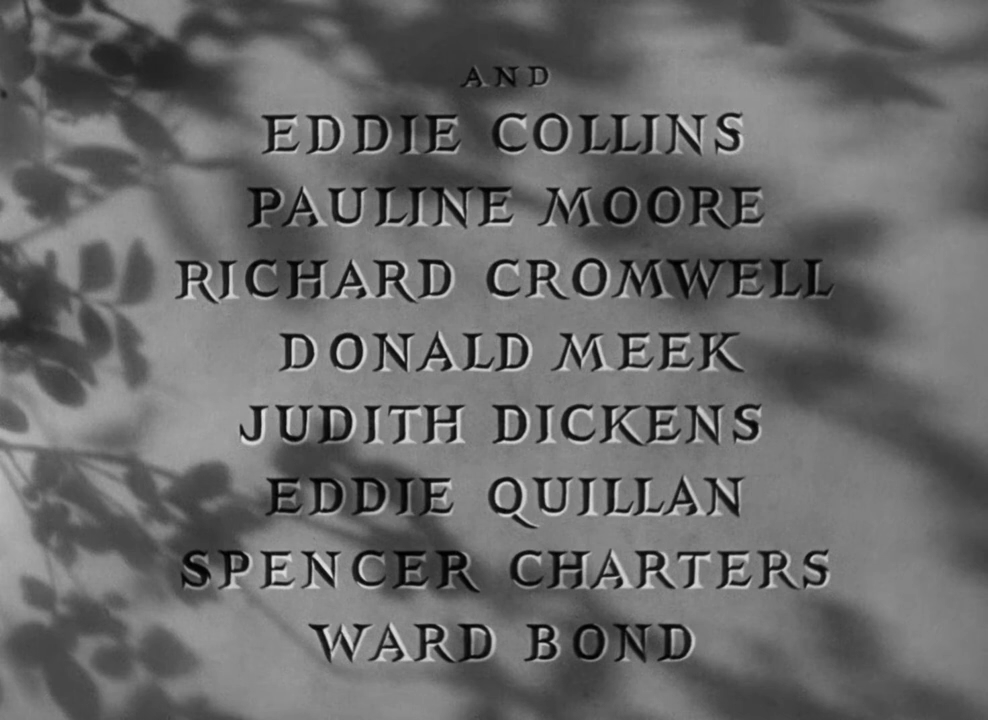 AND
EDDIE COLLINS
PAULINE MOORE
RICHARD CROMWELL
DONALD MEEK
JUDITH DICKENS
EDDIE QUILLAN
SPENCER CHARTERS
WARD BOND